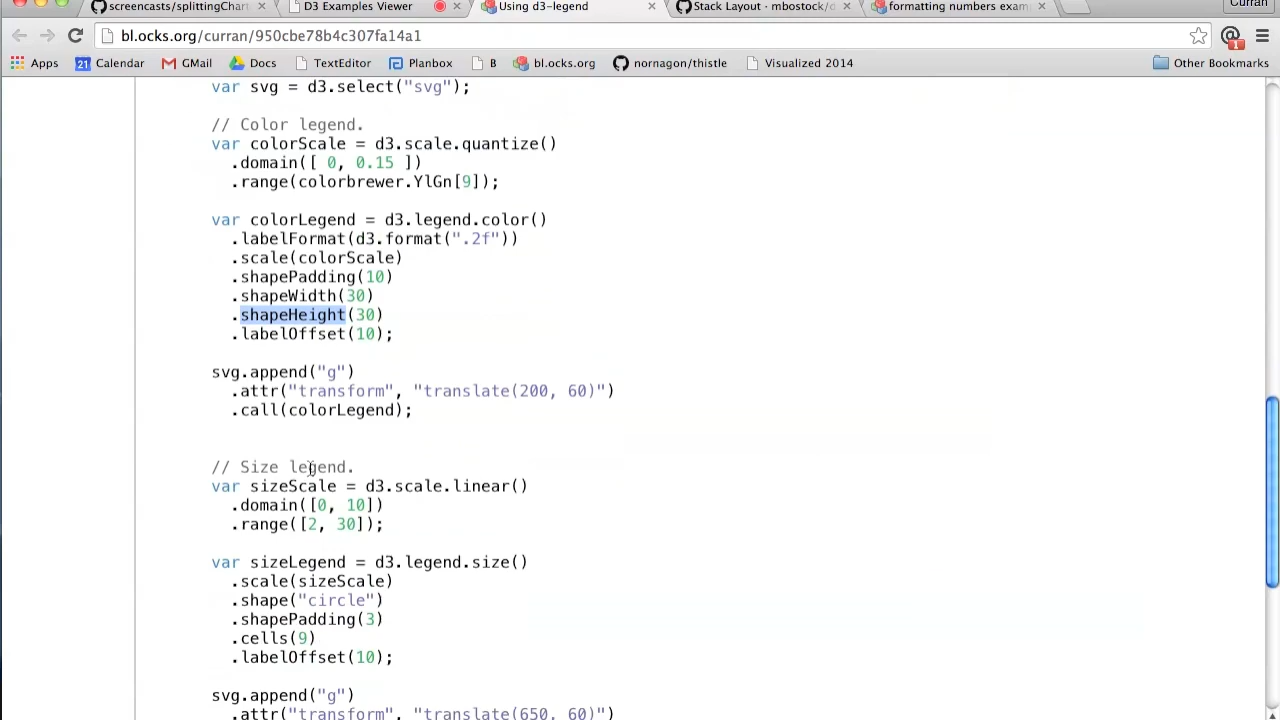 screencasts/splittingChart
D3 Examples Viewer
Using d3-legend
Stack Layout · mbostock/d
formatting numbers exam
Curran
bl.ocks.org/curran/950cbe78b4c307fa14a1
1
Apps
21 Calendar
GMail
Docs
TextEditor
Planbox
B
bl.ocks.org
nornagon/thistle
Visualized 2014
Other Bookmarks
var svg = d3.select("svg");
// Color legend.
var colorScale = d3.scale.quantize()
.domain([ 0, 0.15 ])
.range(colorbrewer.YlGn[9]);
var colorLegend = d3.legend.color()
.labelFormat(d3.format(".2f"))
.scale(colorScale)
.shapePadding(10)
.shapeWidth(30)
.shapeHeight(30)
.labelOffset(10);
svg.append("g")
.attr("transform", "translate(200, 60)")
.call(colorLegend);
// Size legend.
var sizeScale = d3.scale.linear()
.domain([0, 10])
.range([2, 30]);
var sizeLegend = d3.legend.size()
.scale(sizeScale)
.shape("circle")
.shapePadding(3)
.cells(9)
.labelOffset(10);
svg.append("g")
.attr("transform", "translate(650, 60)")